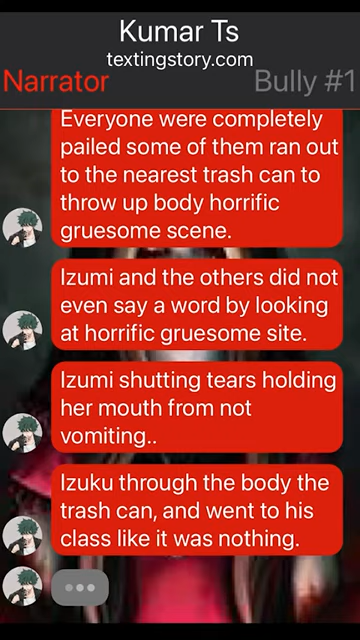 Kumar Ts
textingstory.com
Narrator Bully #1
Everyone were completely
pailed some of them ran out
to the nearest trash can to
throw up body horrific
gruesome scene.
Izumi and the others did not
even say a word by looking
at horrific gruesome site.
Izumi shutting tears holding
her mouth from not
vomiting..
Izuku through the body the
trash can, and went to his
class like it was nothing.